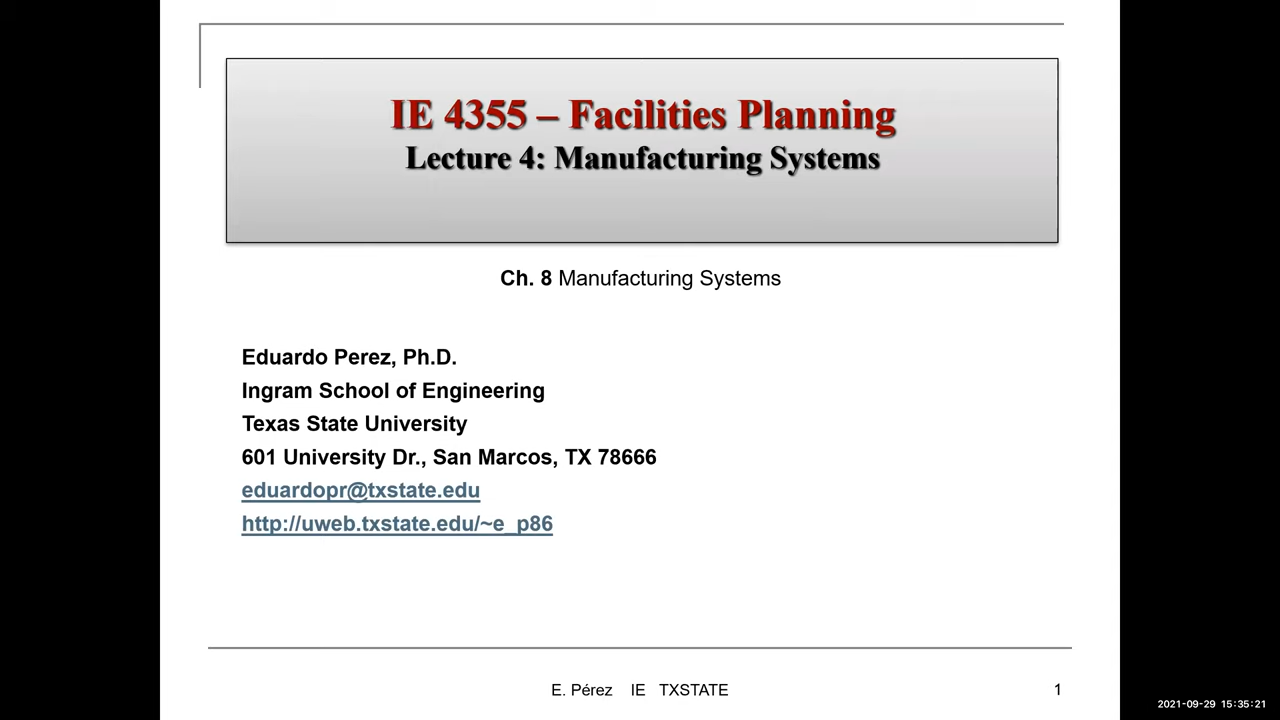 IE 4355 – Facilities Planning
Lecture 4: Manufacturing Systems
Ch. 8 Manufacturing Systems
Eduardo Perez, Ph.D.
Ingram School of Engineering
Texas State University
601 University Dr., San Marcos, TX 78666
eduardopr@txstate.edu
http://uweb.txstate.edu/~e_p86
E. Pérez IE TXSTATE 1
2021-09-29 15:35:21